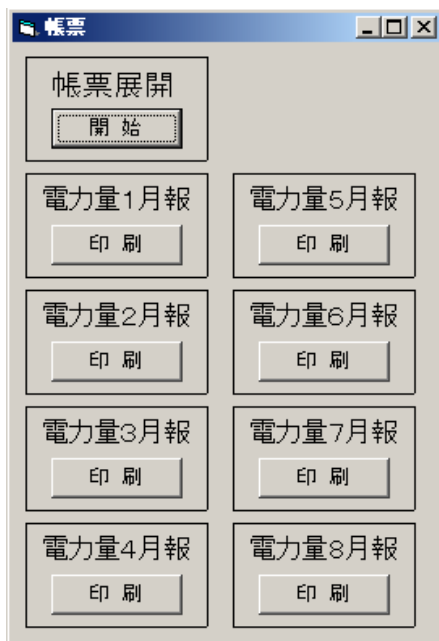 帳票
帳票展開
開 始
電力量1月報
印 刷
電力量5月報
印 刷
電力量2月報
印 刷
電力量6月報
印 刷
電力量3月報
印 刷
電力量7月報
印 刷
電力量4月報
印 刷
電力量8月報
印 刷